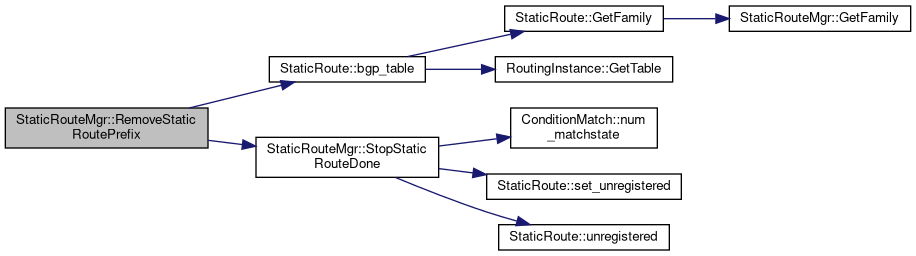 StaticRouteMgr::RemoveStatic
RoutePrefix
StaticRoute::bgp_table
StaticRoute::GetFamily
StaticRouteMgr::GetFamily
RoutingInstance::GetTable
StaticRouteMgr::StopStatic
RouteDone
ConditionMatch::num
_matchstate
StaticRoute::set_unregistered
StaticRoute::unregistered